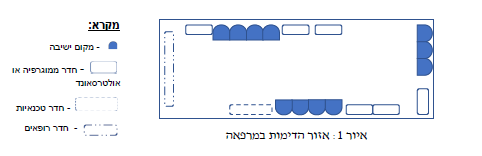 מקרא:
- מקום ישיבה
- חדר ממוגרפיה או
אולטרסאונד
- חדר טכנאיות
- חדר רופאים
איור 1: אזור הדימות במרפאה